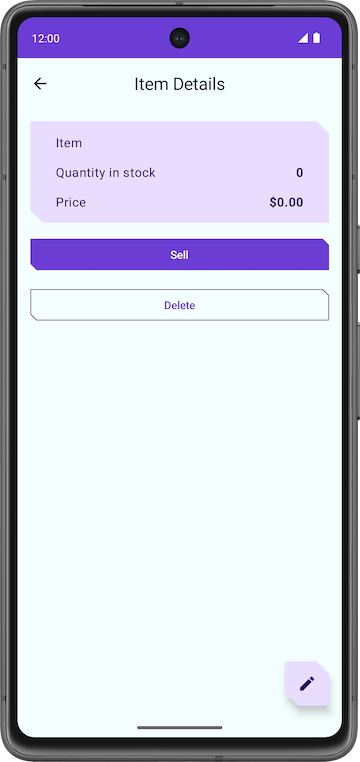 12:00
Item Details
Item
Quantity in stock 0
Price $0.00
Sell
Delete